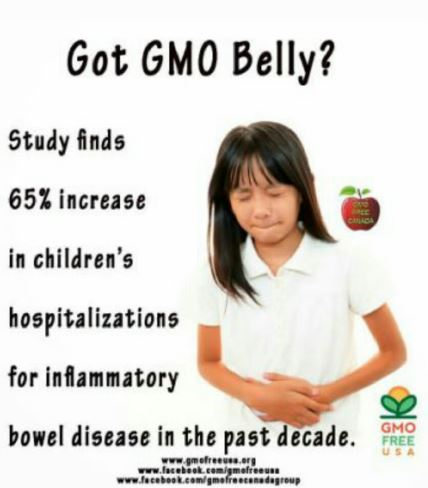 Got GMO Belly?
Study finds
65% increase
in children's
GMO
FREE
CANADA
hospitalizations
for inflammatory
bowel disease in the past decade.
GMO
FREE
USA
www.gmofreeusa.org
www.facebook.com/gmofreeusa
www.facebook.com/gmofreecanadagroup